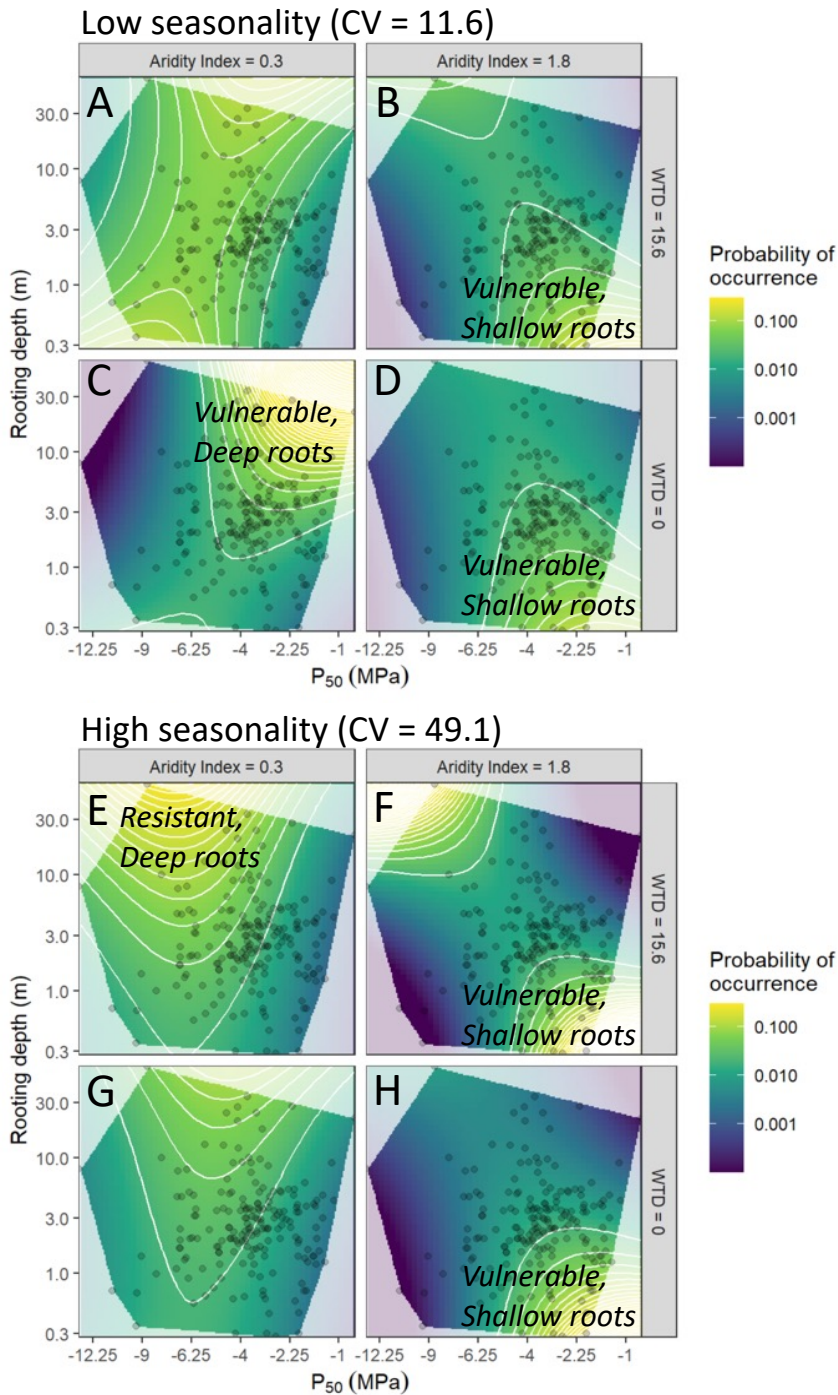 Low seasonality (CV = 11.6)
Aridity Index = 0.3
Aridity Index = 1.8
A
B
30.0
10.0
3.0
1.0
0.3
Vulnerable,
Shallow roots
WTD = 15.6
C
D
30.0
10.0
3.0
1.0
0.3
Vulnerable,
Deep roots
Vulnerable,
Shallow roots
WTD = 0
Rooting depth (m)
-12.25 -9 -6.25 -4 -2.25 -1
-12.25 -9 -6.25 -4 -2.25 -1
P50 (MPa)
Probability of
occurrence
0.100
0.010
0.001
High seasonality (CV = 49.1)
Aridity Index = 0.3
Aridity Index = 1.8
E
F
30.0
10.0
3.0
1.0
0.3
Resistant,
Deep roots
Vulnerable,
Shallow roots
WTD = 15.6
G
H
30.0
10.0
3.0
1.0
0.3
Vulnerable,
Shallow roots
WTD = 0
Rooting depth (m)
-12.25 -9 -6.25 -4 -2.25 -1
-12.25 -9 -6.25 -4 -2.25 -1
P50 (MPa)
Probability of
occurrence
0.100
0.010
0.001